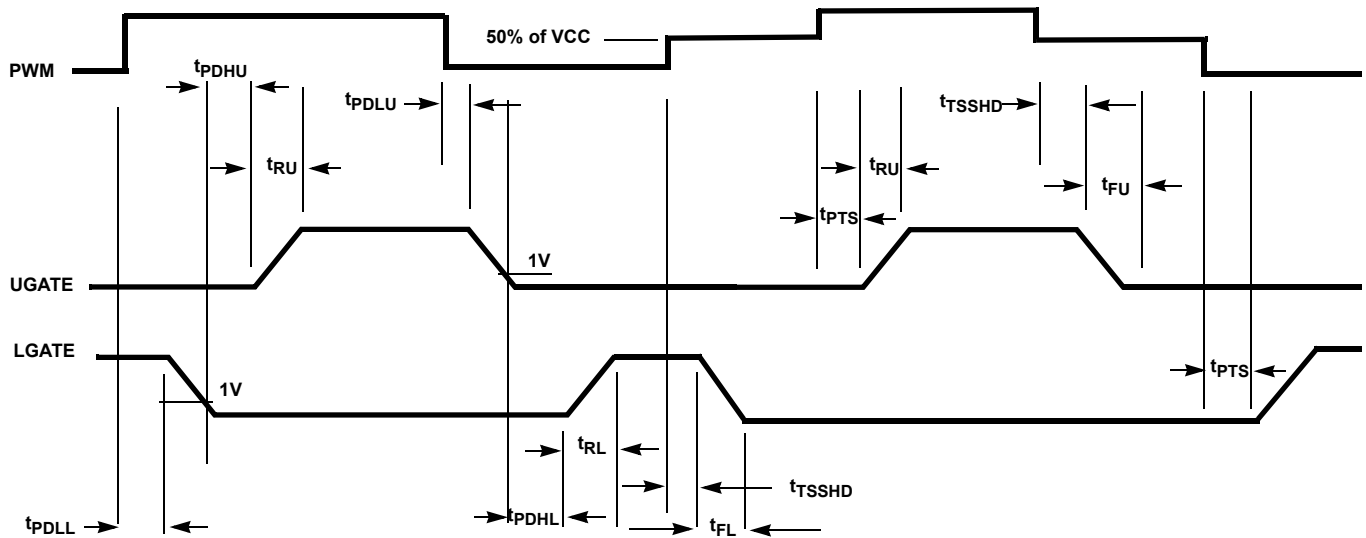 50% of VCC
PWM
tPDHU
tPDLU
tTSSHD
tRU
tRU
tFU
tPTS
1V
UGATE
LGATE
tPTS
1V
tRL
tTSSHD
tPDLL
tPDHL
tFL